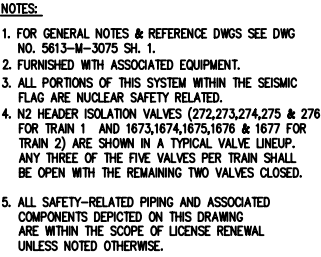 NOTES:
1. FOR GENERAL NOTES & REFERENCE DWGS SEE DWG
NO. 5613-M-3075 SH. 1.
2. FURNISHED WITH ASSOCIATED EQUIPMENT.
3. ALL PORTIONS OF THIS SYSTEM WITHIN THE SEISMIC
FLAG ARE NUCLEAR SAFETY RELATED.
4. N2 HEADER ISOLATION VALVES (272,273,274,275 & 276
FOR TRAIN 1 AND 1673,1674,1675,1676 & 1677 FOR
TRAIN 2) ARE SHOWN IN A TYPICAL VALVE LINEUP.
ANY THREE OF THE FIVE VALVES PER TRAIN SHALL
BE OPEN WITH THE REMAINING TWO VALVES CLOSED.
5. ALL SAFETY-RELATED PIPING AND ASSOCIATED
COMPONENTS DEPICTED ON THIS DRAWING
ARE WITHIN THE SCOPE OF LICENSE RENEWAL
UNLESS NOTED OTHERWISE.